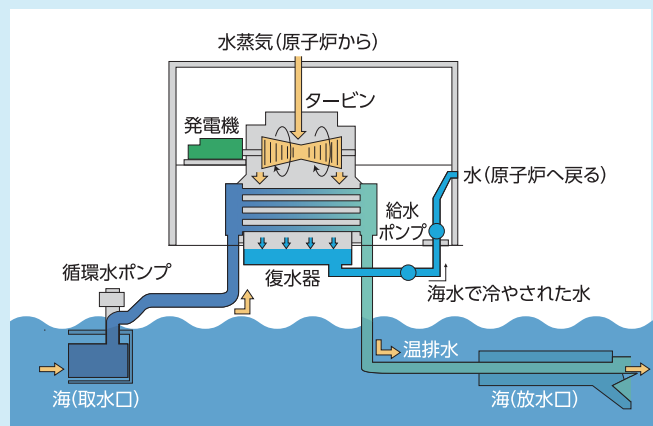 水蒸気（原子炉から）
タービン
発電機
水（原子炉へ戻る）
給水
ポンプ
循環水ポンプ
復水器
海水で冷やされた水
温排水
海（取水口）
海（放水口）